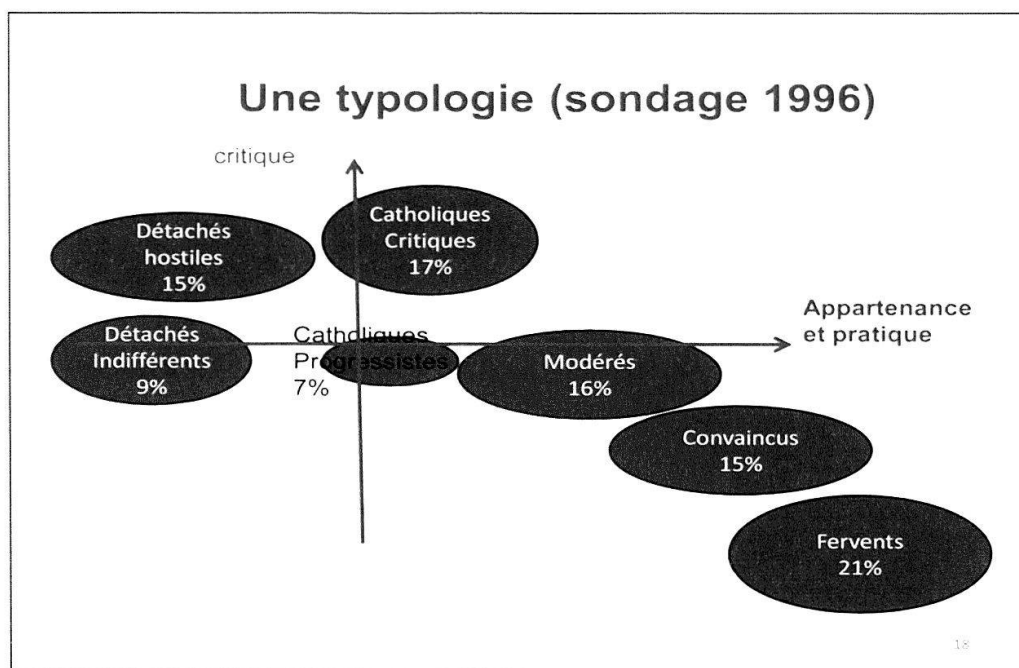 Une typologie (sondage 1996)
critique
Détachés
hostiles
15%
Catholiques
Critiques
17%
Appartenance
et pratique
Détachés
Indifférents
9%
Catholiques
Progressistes
7%
Modérés
16%
Convaincus
15%
Fervents
21%
18